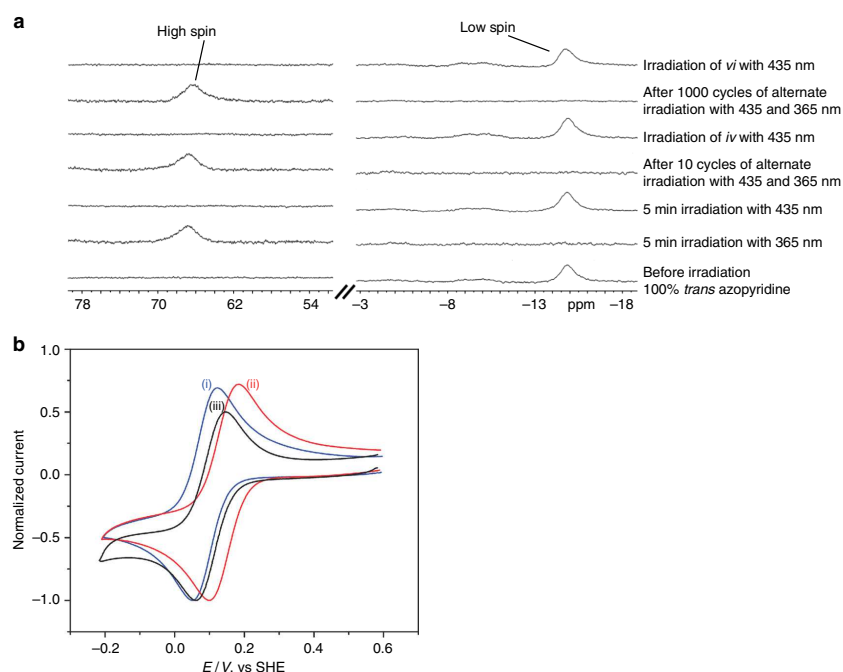 a
High spin
Low spin
Irradiation of vi with 435 nm
After 1000 cycles of alternate
irradiation with 435 and 365 nm
Irradiation of iv with 435 nm
After 10 cycles of alternate
irradiation with 435 and 365 nm
5 min irradiation with 435 nm
5 min irradiation with 365 nm
Before irradiation
100% trans azopyridine
78 70 62 54 −3 −8 −13 ppm −18
b
1.0
0.5
0.0
−0.5
−1.0
Normalized current
(i)
(ii)
(iii)
−0.2 0.0 0.2 0.4 0.6
E / V, vs SHE